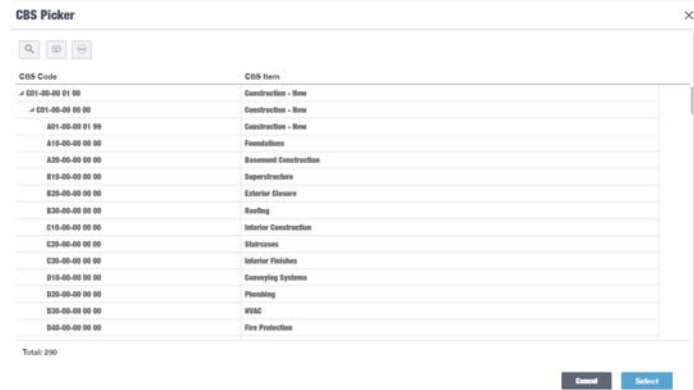 CBS Picker
CBS Code CBS Item
C01-00-00 01 00 Construction - New
C01-00-00 00 00 Construction - New
A01-00-00 01 99 Construction - New
A10-00-00 00 00 Foundations
A20-00-00 00 00 Basement Construction
B10-00-00 00 00 Superstructure
B20-00-00 00 00 Exterior Closure
B30-00-00 00 00 Roofing
C10-00-00 00 00 Interior Construction
C20-00-00 00 00 Staircases
C30-00-00 00 00 Interior Finishes
D10-00-00 00 00 Conveying Systems
D20-00-00 00 00 Plumbing
D30-00-00 00 00 HVAC
D40-00-00 00 00 Fire Protection
Total: 290
Cancel Select